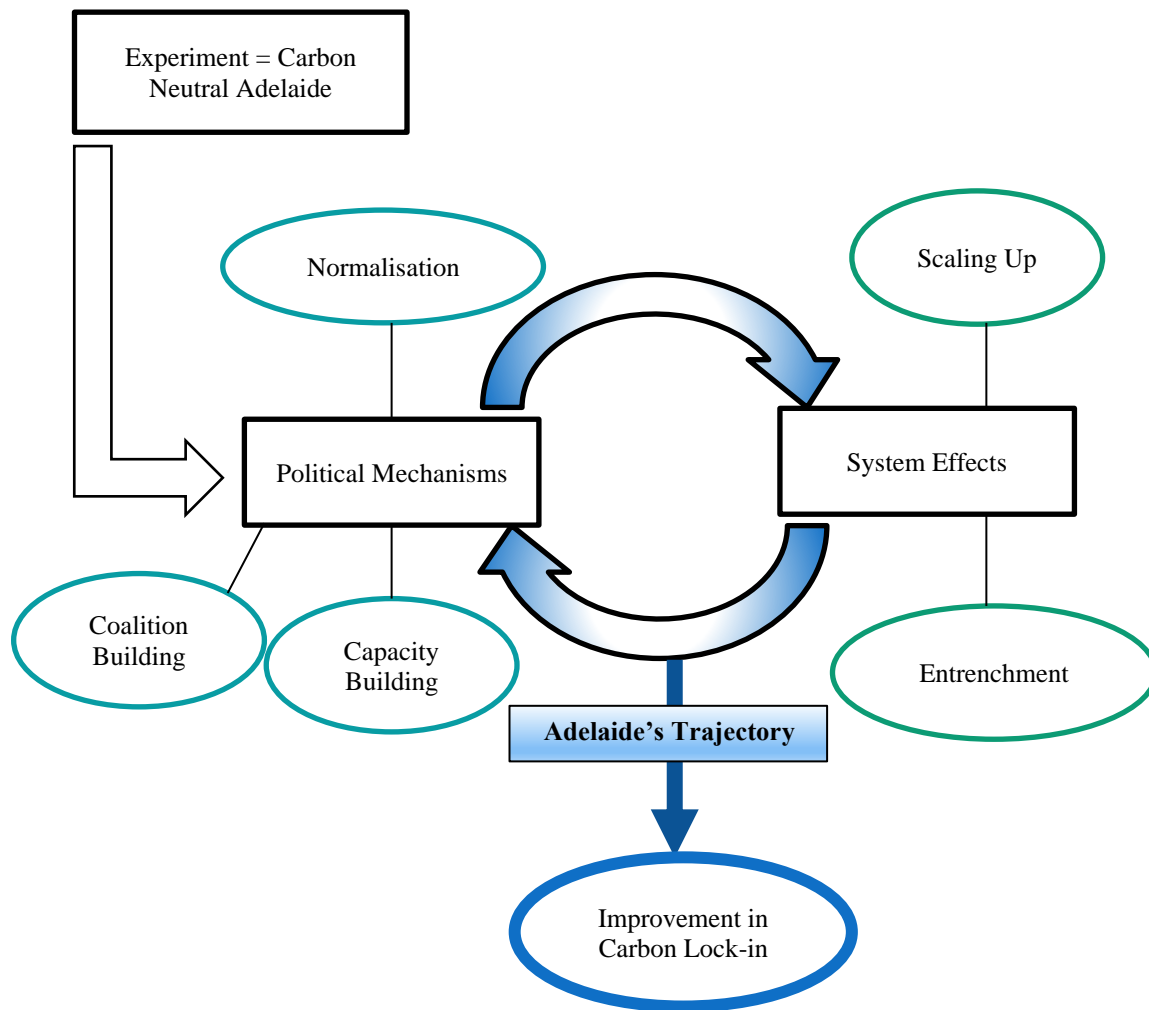 Experiment = Carbon
Neutral Adelaide
Normalisation
Scaling Up
Political Mechanisms
System Effects
Coalition
Building
Capacity
Building
Entrenchment
Adelaide’s Trajectory
Improvement in
Carbon Lock-in